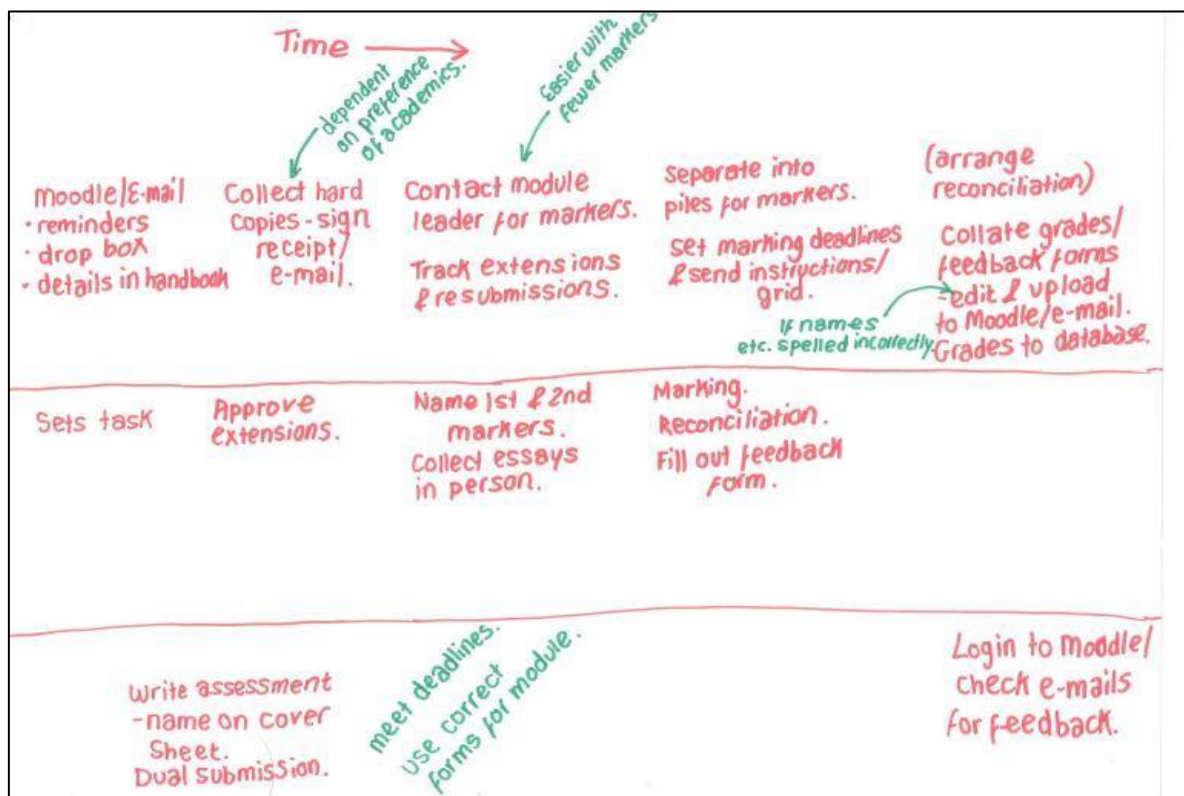 Time
dependent
on preference
of academics.
Easier with
fewer markers
Moodle/E-mail
· reminders
· drop box
· details in handbook
Collect hard
copies - sign
receipt/
e-mail.
Contact module
leader for markers.
Track extensions
& resubmissions.
Separate into
piles for markers.
Set marking deadlines
& send instructions/
grid.
If names
etc. spelled incorrectly.
(arrange
reconciliation)
Collate grades/
feedback forms
- edit & upload
to Moodle/e-mail.
Grades to database.
Sets task
Approve
extensions.
Name 1st & 2nd
markers.
Collect essays
in person.
Marking.
Reconciliation.
Fill out feedback
form.
Write assessment
- name on cover
Sheet.
Dual submission.
meet deadlines.
use correct
forms for module.
Login to Moodle/
check e-mails
for feedback.